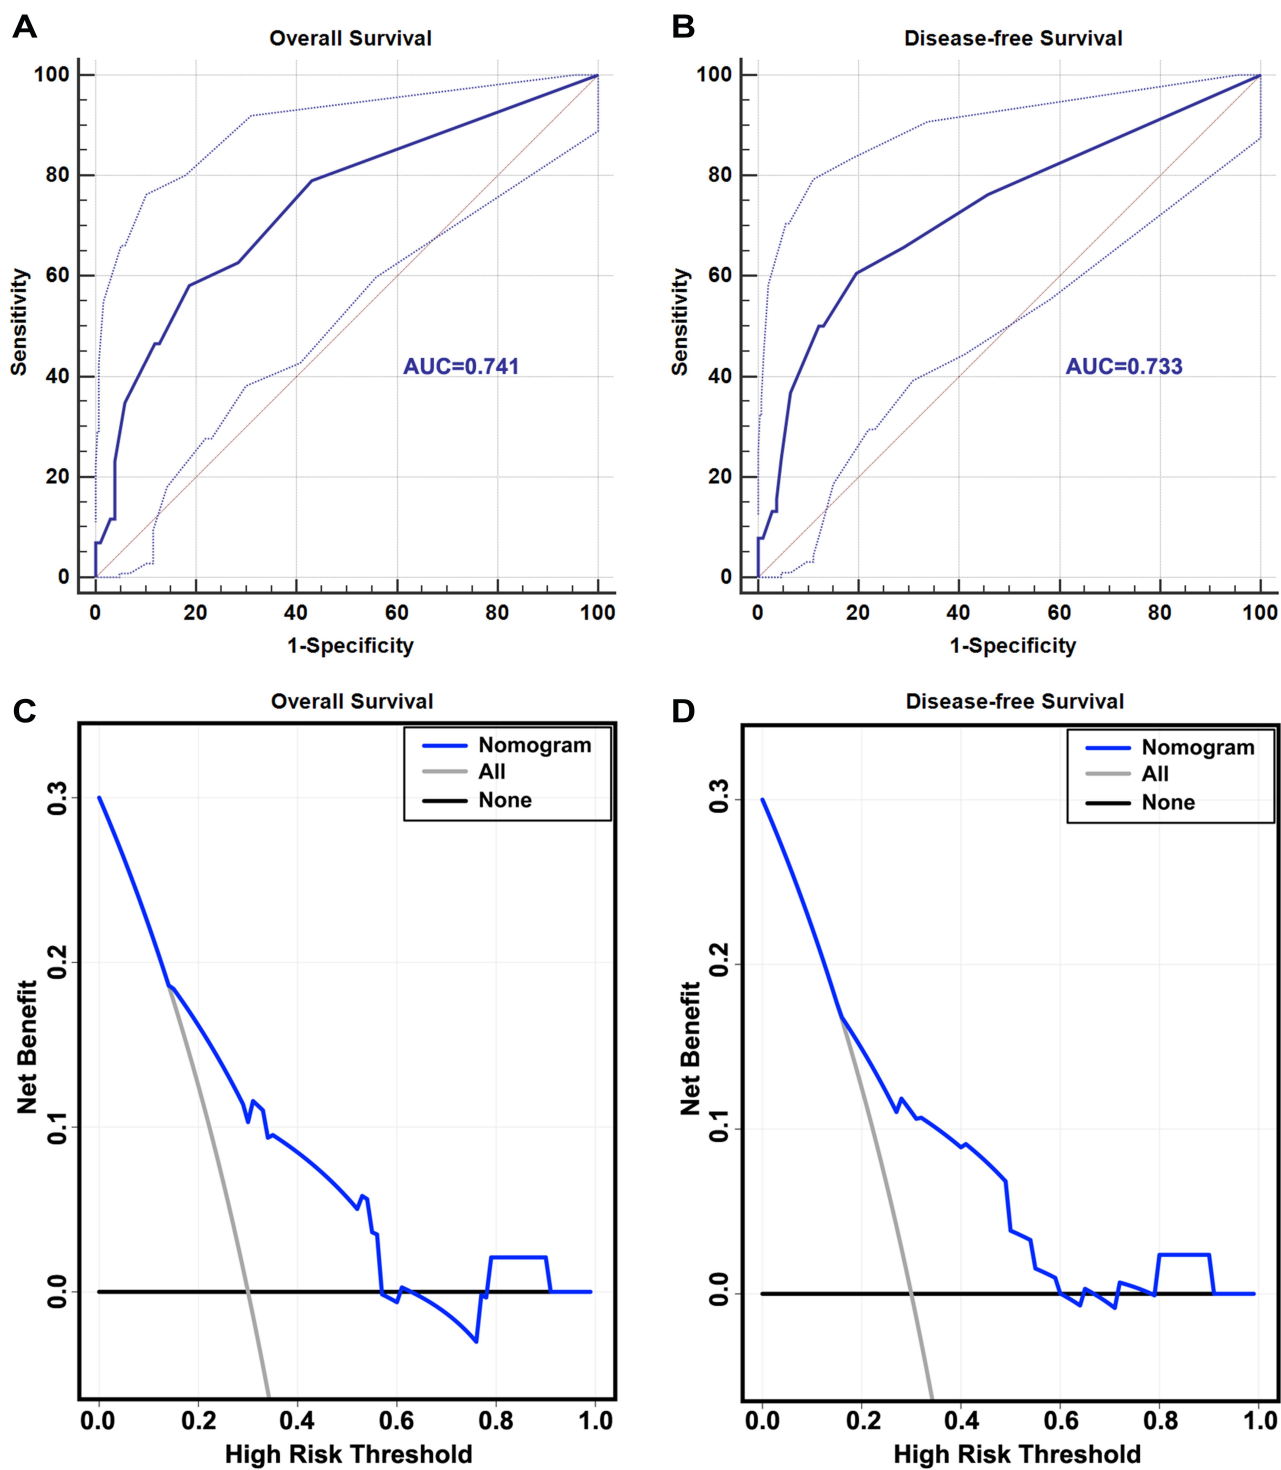 A
Overall Survival
100
80
60
40
20
0
Sensitivity
AUC=0.741
0 20 40 60 80 100
1-Specificity
B
Disease-free Survival
100
80
60
40
20
0
Sensitivity
AUC=0.733
0 20 40 60 80 100
1-Specificity
C
Overall Survival
Nomogram
All
None
0.3
0.2
0.1
0.0
Net Benefit
0.0 0.2 0.4 0.6 0.8 1.0
High Risk Threshold
D
Disease-free Survival
Nomogram
All
None
0.3
0.2
0.1
0.0
Net Benefit
0.0 0.2 0.4 0.6 0.8 1.0
High Risk Threshold